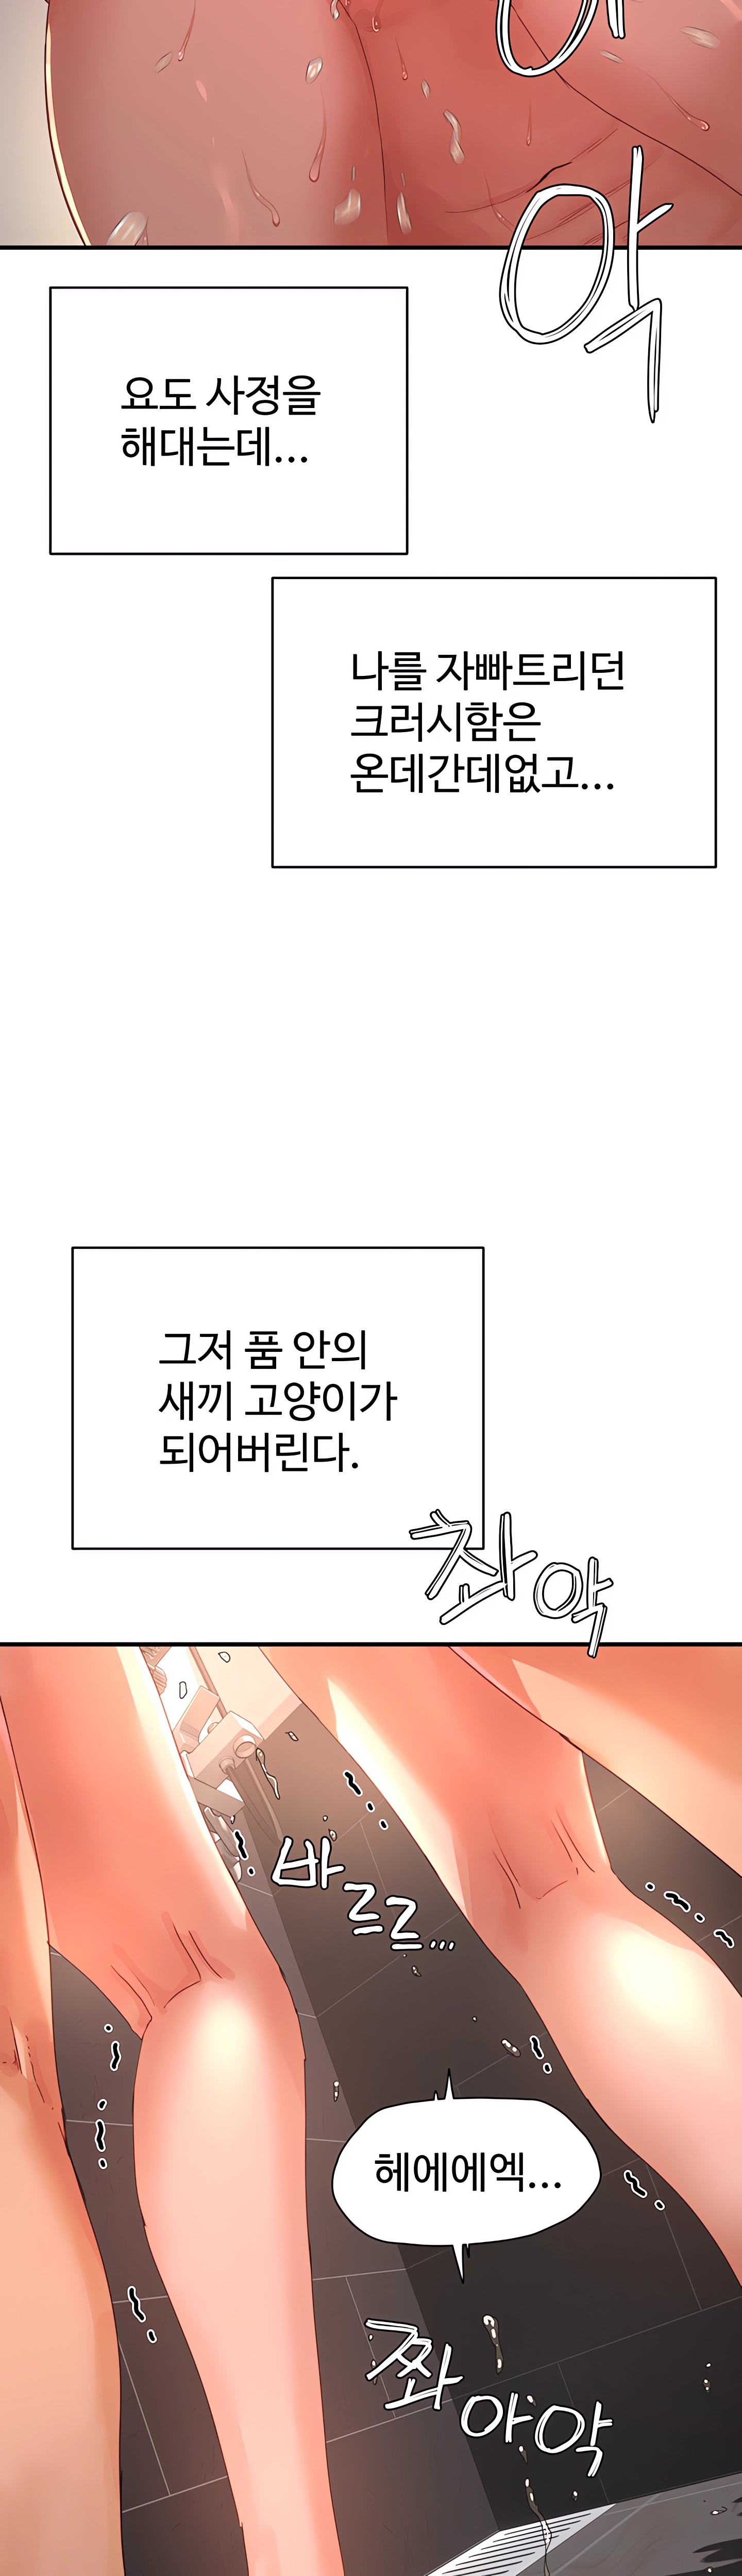 악
요도 사정을
해대는데...
나를 자빠트리던
크러시함은
온데간데없고...
그저 품 안의
새끼 고양이가
되어버린다.
촤악
바르르...
헤에에엑...
쫘아악